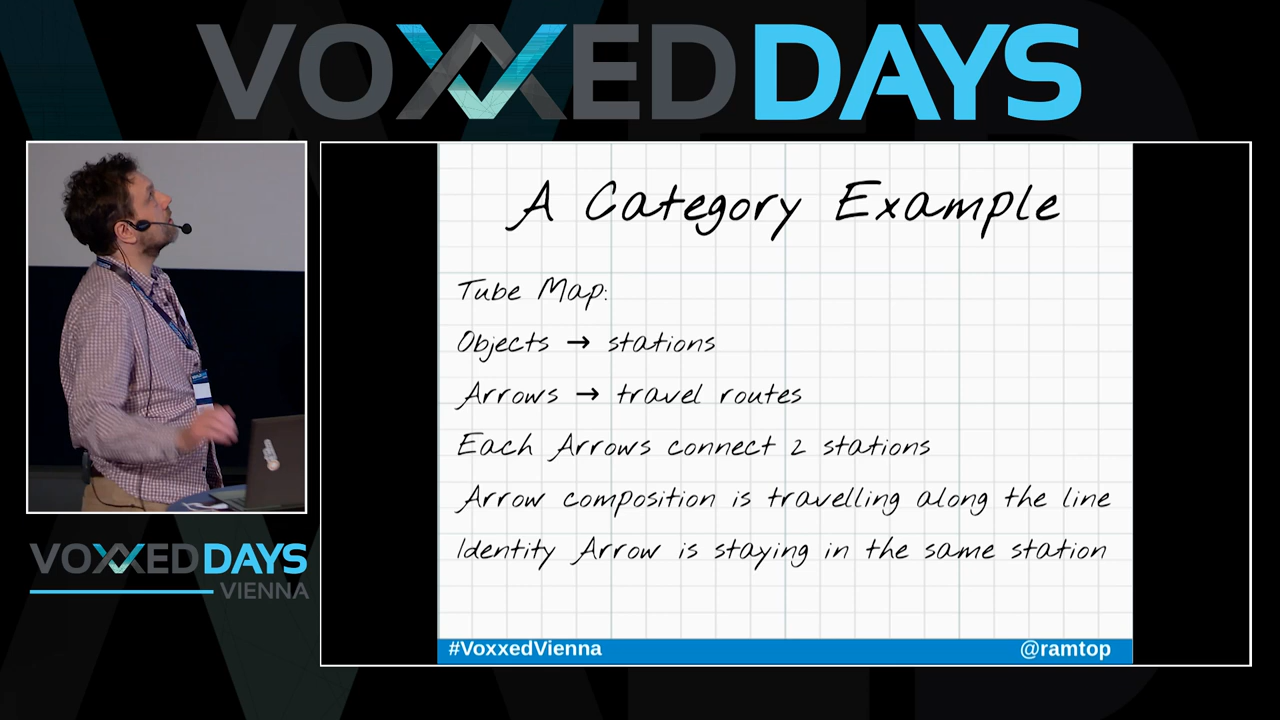 VOXXED DAYS
A Category Example
Tube Map:
Objects → stations
Arrows → travel routes
Each Arrows connect 2 stations
Arrow composition is travelling along the line
Identity Arrow is staying in the same station
VOXXED DAYS
VIENNA
#VoxxedVienna
@ramtop